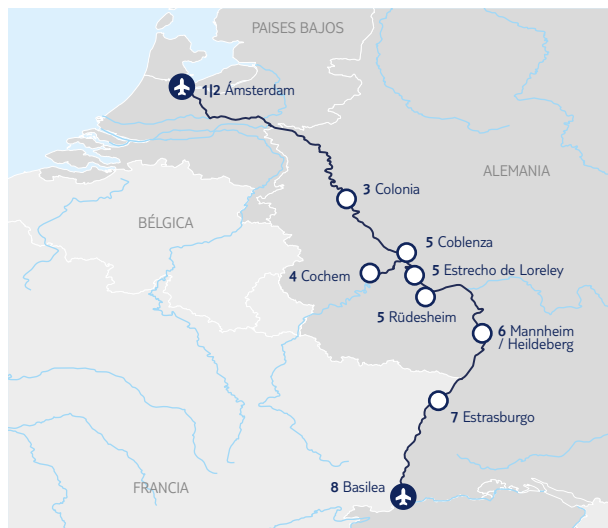 PAISES BAJOS
1|2 Ámsterdam
ALEMANIA
3 Colonia
BÉLGICA
5 Coblenza
4 Cochem
5 Estrecho de Loreley
5 Rüdesheim
6 Mannheim
/ Heildeberg
7 Estrasburgo
8 Basilea
FRANCIA